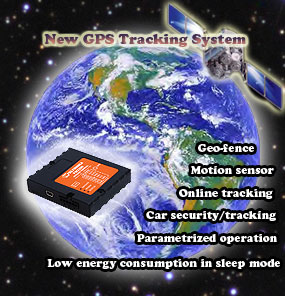 New GPS Tracking System
Geo-fence
Motion sensor
Online tracking
Car security/tracking
Parametrized operation
Low energy consumption in sleep mode